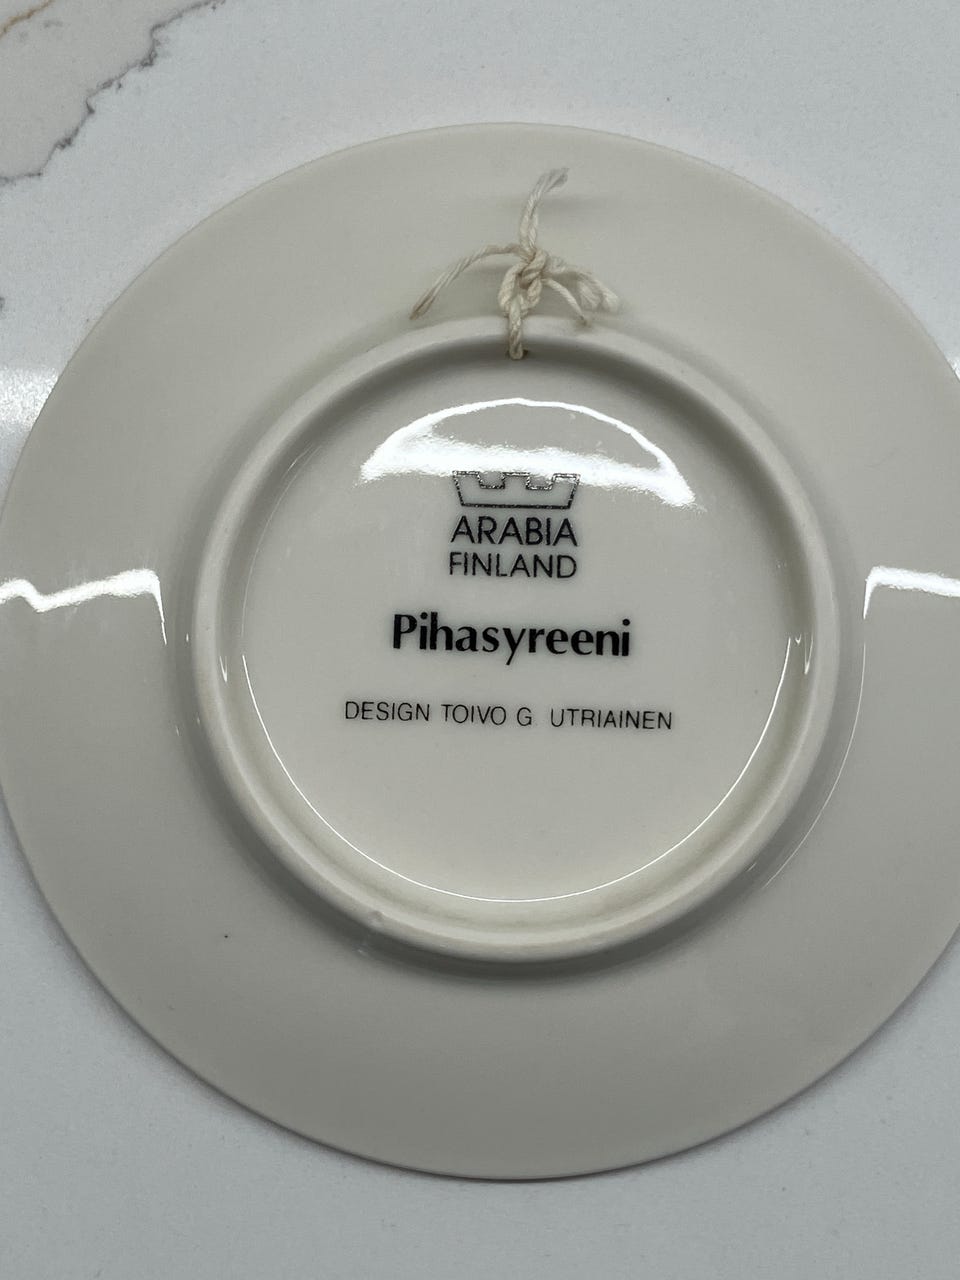 ARABIA
FINLAND
Pihasyreeni
DESIGN TOIVO G UTRIAINEN